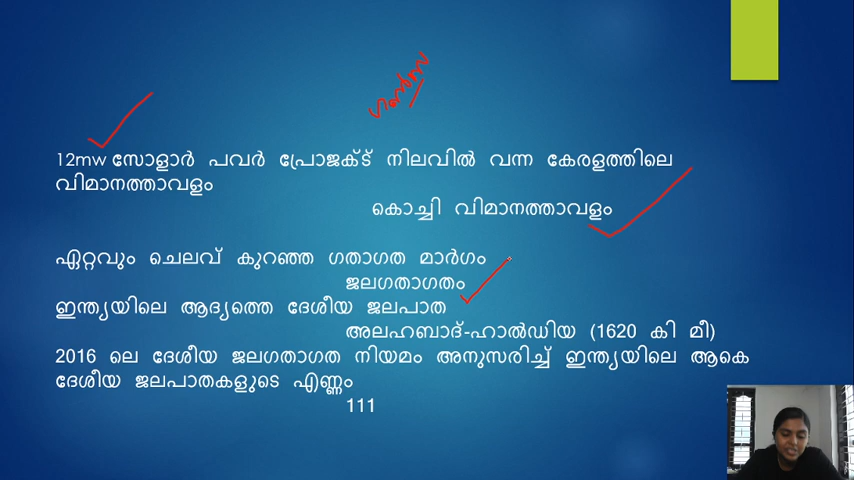 12mw സോളാർ പവർ പ്രോജക്ട് നിലവിൽ വന്ന കേരളത്തിലെ
വിമാനത്താവളം
കൊച്ചി വിമാനത്താവളം
ഏറ്റവും ചെലവ് കുറഞ്ഞ ഗതാഗത മാർഗം
ജലഗതാഗതം
ഇന്ത്യയിലെ ആദ്യത്തെ ദേശീയ ജലപാത
അലഹബാദ്-ഹാൽഡിയ (1620 കി മീ)
2016 ലെ ദേശീയ ജലഗതാഗത നിയമം അനുസരിച്ച് ഇന്ത്യയിലെ ആകെ
ദേശീയ ജലപാതകളുടെ എണ്ണം
111